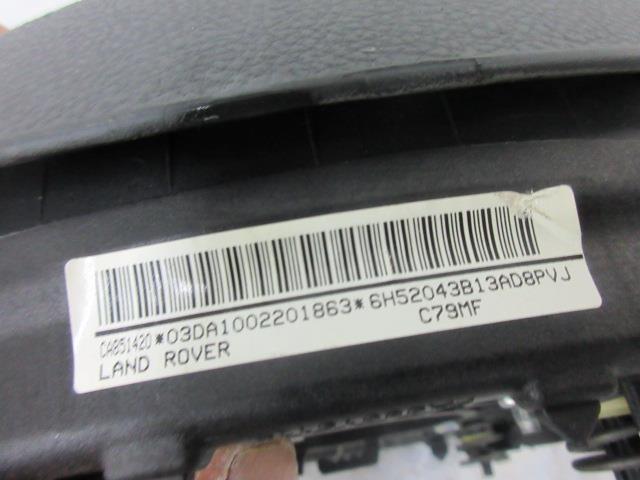 CA851420*03DA1002201863*6H52043B13AD8PVJ
LAND ROVER C79MF